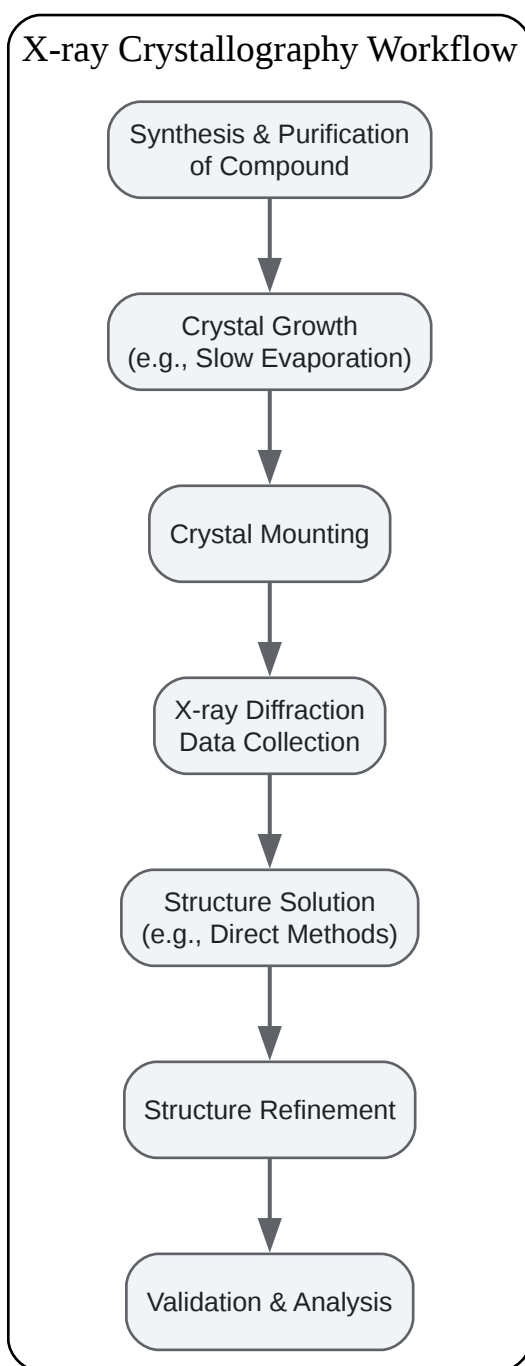 X-ray Crystallography Workflow
Synthesis & Purification
of Compound
Crystal Growth
(e.g., Slow Evaporation)
Crystal Mounting
X-ray Diffraction
Data Collection
Structure Solution
(e.g., Direct Methods)
Structure Refinement
Validation & Analysis